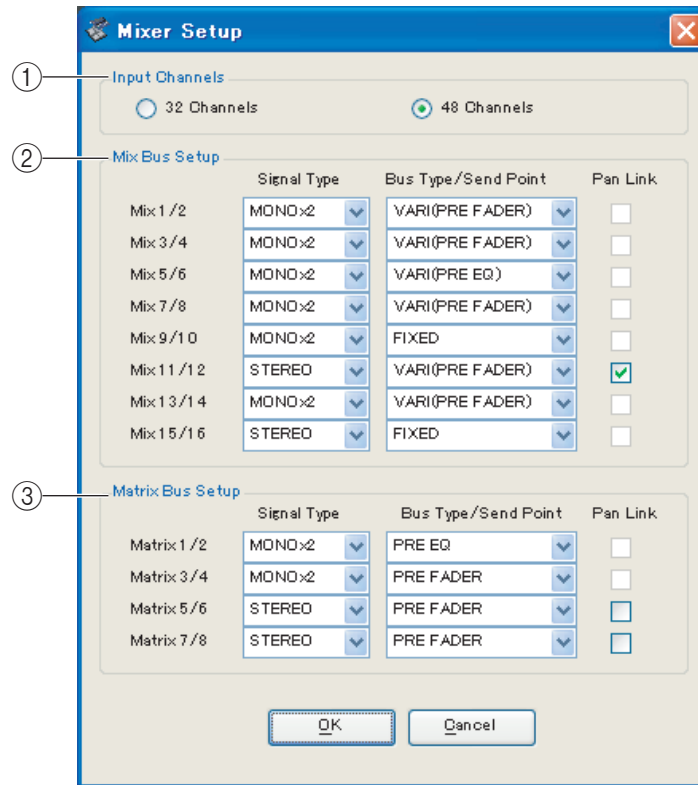 Mixer Setup
① Input Channels
32 Channels 48 Channels
② Mix Bus Setup
Signal Type Bus Type/Send Point Pan Link
Mix 1/2 MONOx2 VARI(PRE FADER)
Mix 3/4 MONOx2 VARI(PRE FADER)
Mix 5/6 MONOx2 VARI(PRE EQ)
Mix 7/8 MONOx2 VARI(PRE FADER)
Mix 9/10 MONOx2 FIXED
Mix 11/12 STEREO VARI(PRE FADER)
Mix 13/14 MONOx2 VARI(PRE FADER)
Mix 15/16 STEREO FIXED
③ Matrix Bus Setup
Signal Type Bus Type/Send Point Pan Link
Matrix 1/2 MONOx2 PRE EQ
Matrix 3/4 MONOx2 PRE FADER
Matrix 5/6 STEREO PRE FADER
Matrix 7/8 STEREO PRE FADER
OK Cancel